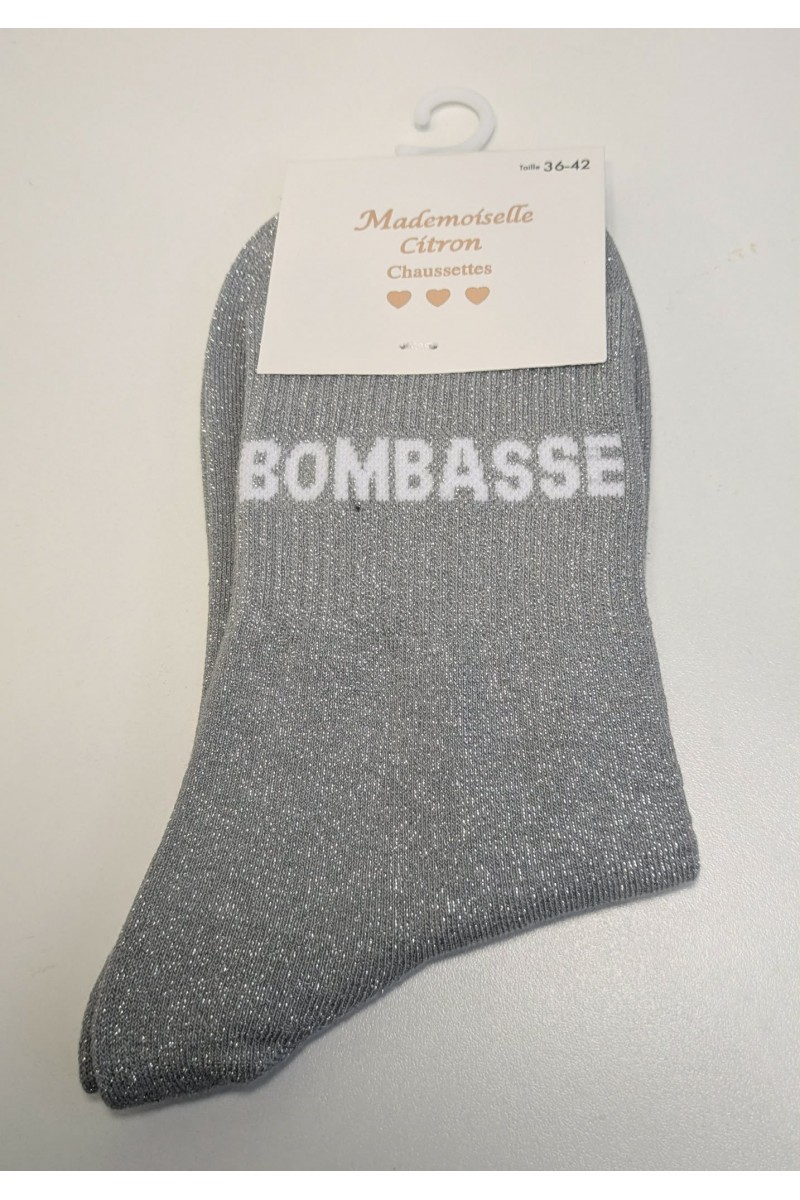 Taille 36-42
Mademoiselle
Citron
Chaussettes
BOMBASSE